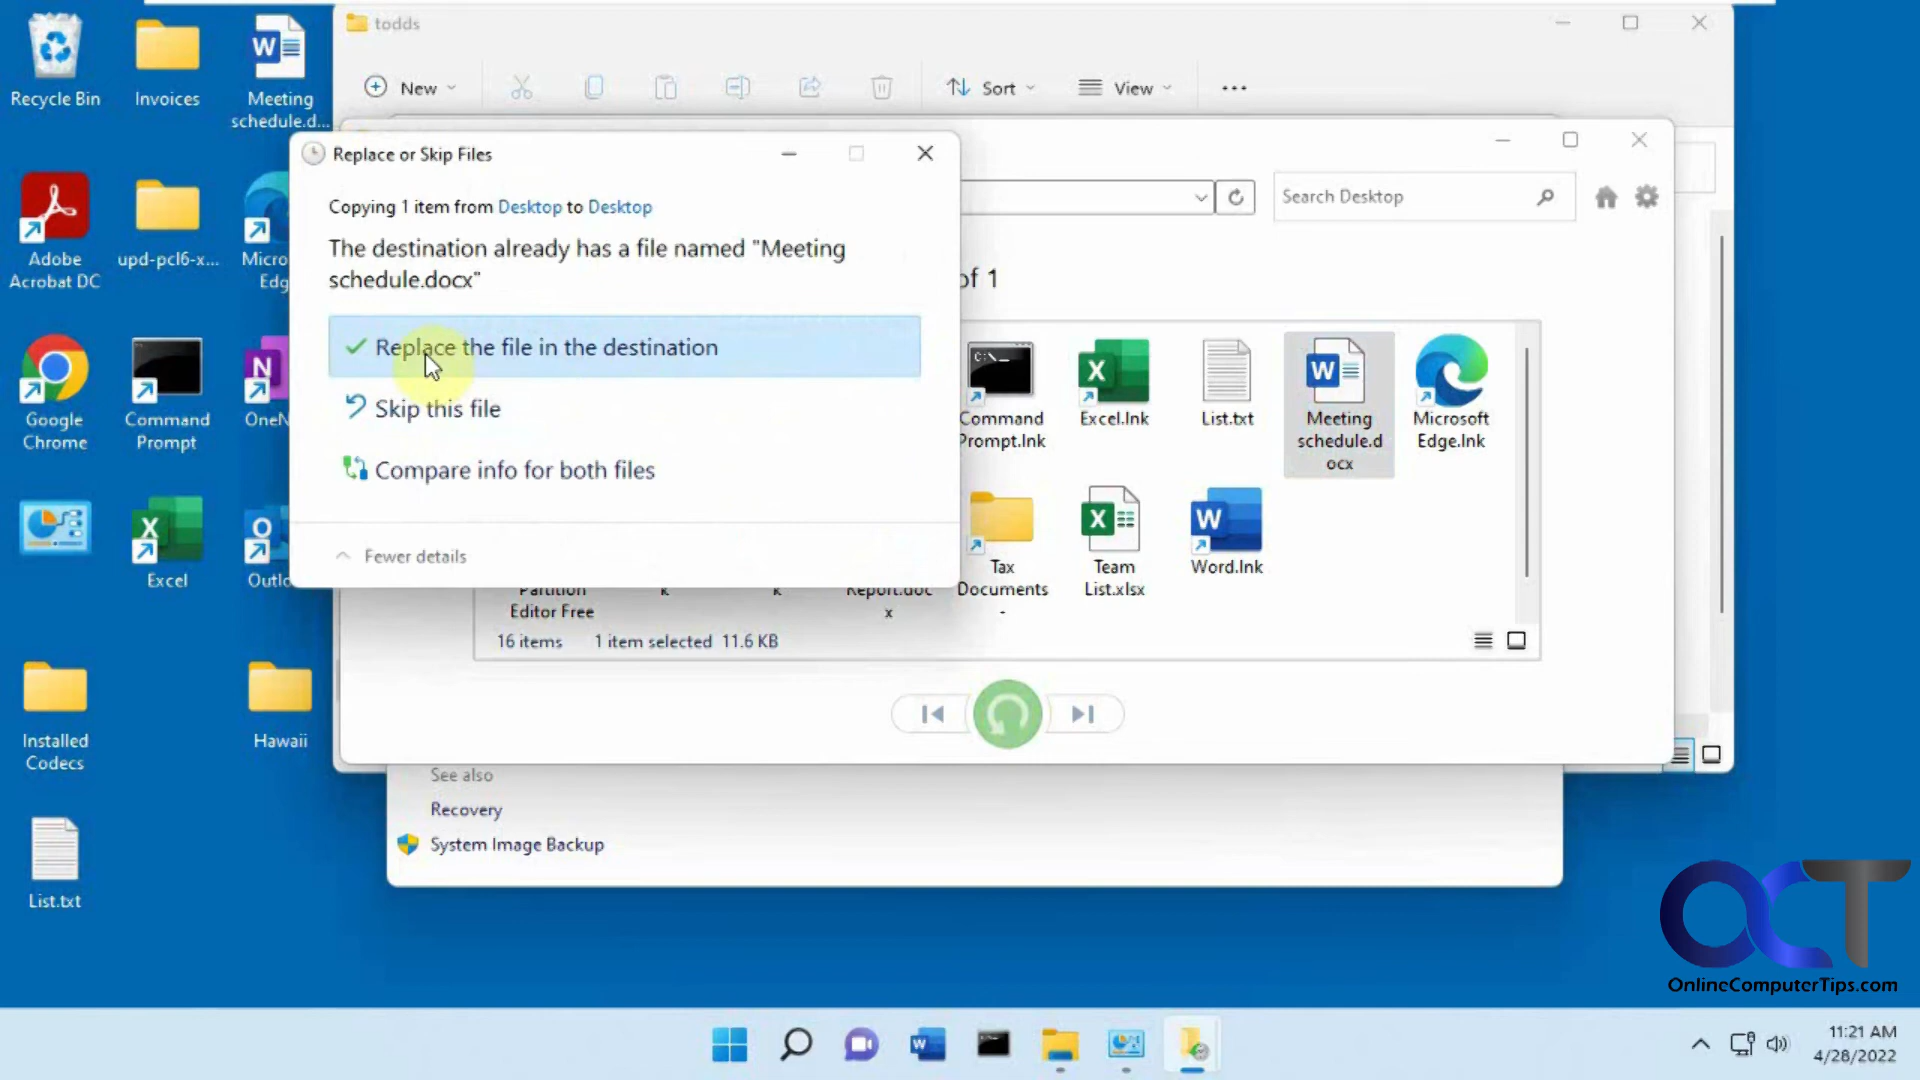 todds
New
Sort
View
Recycle Bin
Invoices
Meeting
schedule.d...
Replace or Skip Files
Copying 1 item from Desktop to Desktop
The destination already has a file named "Meeting
schedule.docx"
Replace the file in the destination
Skip this file
Compare info for both files
Fewer details
Search Desktop
of 1
Adobe
Acrobat DC
upd-pcl6-x...
Micro
Edg
Google
Chrome
Command
Prompt
OneN
Excel
Outlo
Command
Prompt.lnk
Excel.lnk
List.txt
Meeting
schedule.d
ocx
Microsoft
Edge.lnk
Tax
Documents
-
Team
List.xlsx
Word.lnk
Partition
Editor Free
k
k
Report.doc
x
16 items
1 item selected 11.6 KB
Installed
Codecs
Hawaii
List.txt
See also
Recovery
System Image Backup
OCT
OnlineComputerTips.com
11:21 AM
4/28/2022